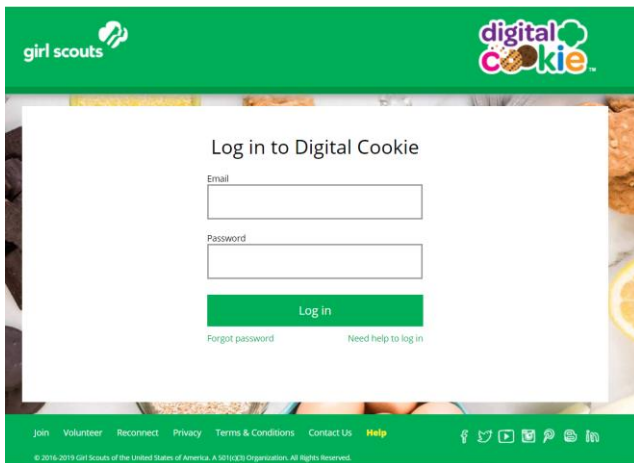 girl scouts
digital
cookie™
Log in to Digital Cookie
Email
Password
Log in
Forgot password Need help to log in
Join Volunteer Reconnect Privacy Terms & Conditions Contact Us Help
© 2016-2019 Girl Scouts of the United States of America. A 501(c)(3) Organization. All Rights Reserved.